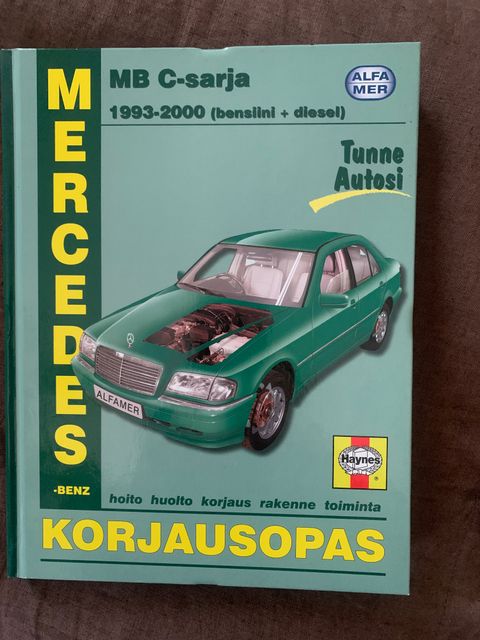 MERCEDES
-BENZ
MB C-sarja
1993-2000 (bensiini + diesel)
ALFA
MER
Tunne
Autosi
ALFAMER
Haynes
®
hoito huolto korjaus rakenne toiminta
KORJAUSOPAS